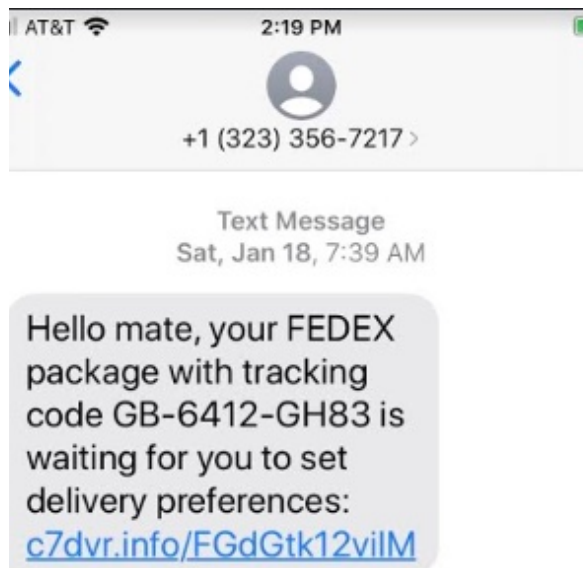 AT&T 2:19 PM
+1 (323) 356-7217 >
Text Message
Sat, Jan 18, 7:39 AM
Hello mate, your FEDEX
package with tracking
code GB-6412-GH83 is
waiting for you to set
delivery preferences:
c7dvr.info/FGdGtk12vilM